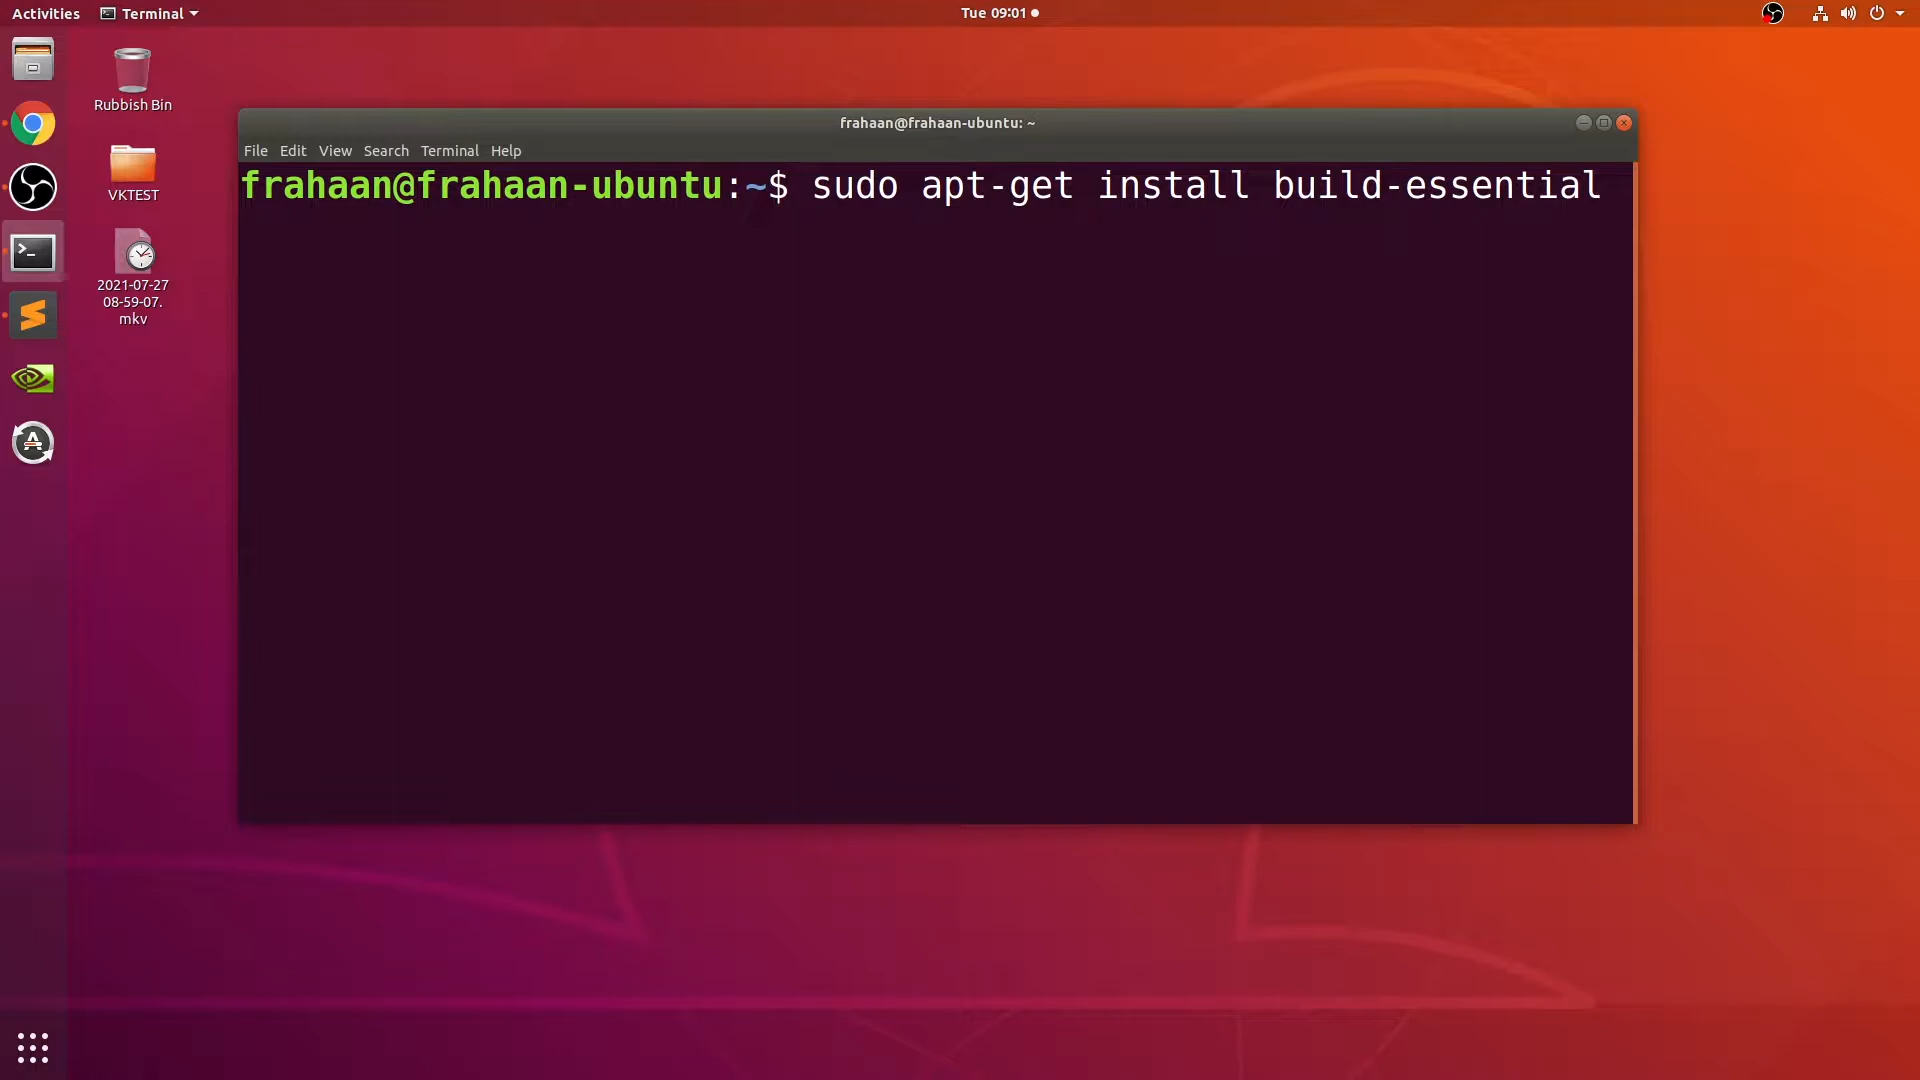 Activities Terminal Tue 09:01
Rubbish Bin
VKTEST
2021-07-27
08-59-07.
mkv
frahaan@frahaan-ubuntu: ~
File Edit View Search Terminal Help
frahaan@frahaan-ubuntu:~$ sudo apt-get install build-essential